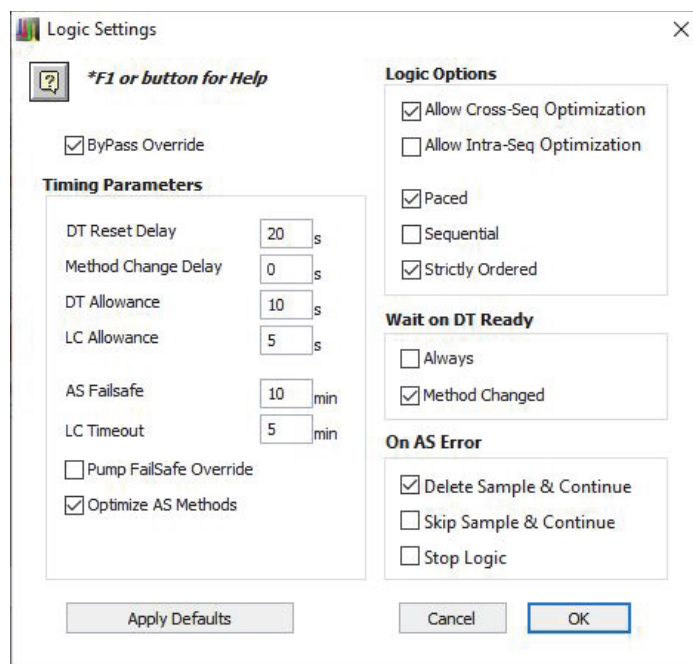 Logic Settings
*F1 or button for Help
ByPass Override
Timing Parameters
DT Reset Delay 20 s
Method Change Delay 0 s
DT Allowance 10 s
LC Allowance 5 s
AS Failsafe 10 min
LC Timeout 5 min
Pump FailSafe Override
Optimize AS Methods
Logic Options
Allow Cross-Seq Optimization
Allow Intra-Seq Optimization
Paced
Sequential
Strictly Ordered
Wait on DT Ready
Always
Method Changed
On AS Error
Delete Sample & Continue
Skip Sample & Continue
Stop Logic
Apply Defaults
Cancel
OK